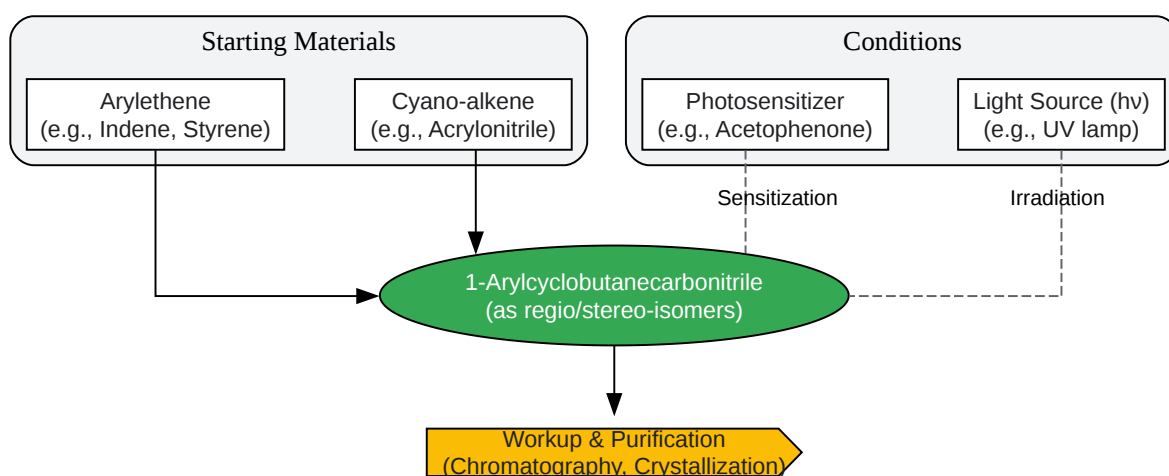 Starting Materials
Conditions
Arylethene
(e.g., Indene, Styrene)
Cyano-alkene
(e.g., Acrylonitrile)
Photosensitizer
(e.g., Acetophenone)
Light Source (hν)
(e.g., UV lamp)
Sensitization
Irradiation
1-Arylcyclobutanecarbonitrile
(as regio/stereo-isomers)
Workup & Purification
(Chromatography, Crystallization)